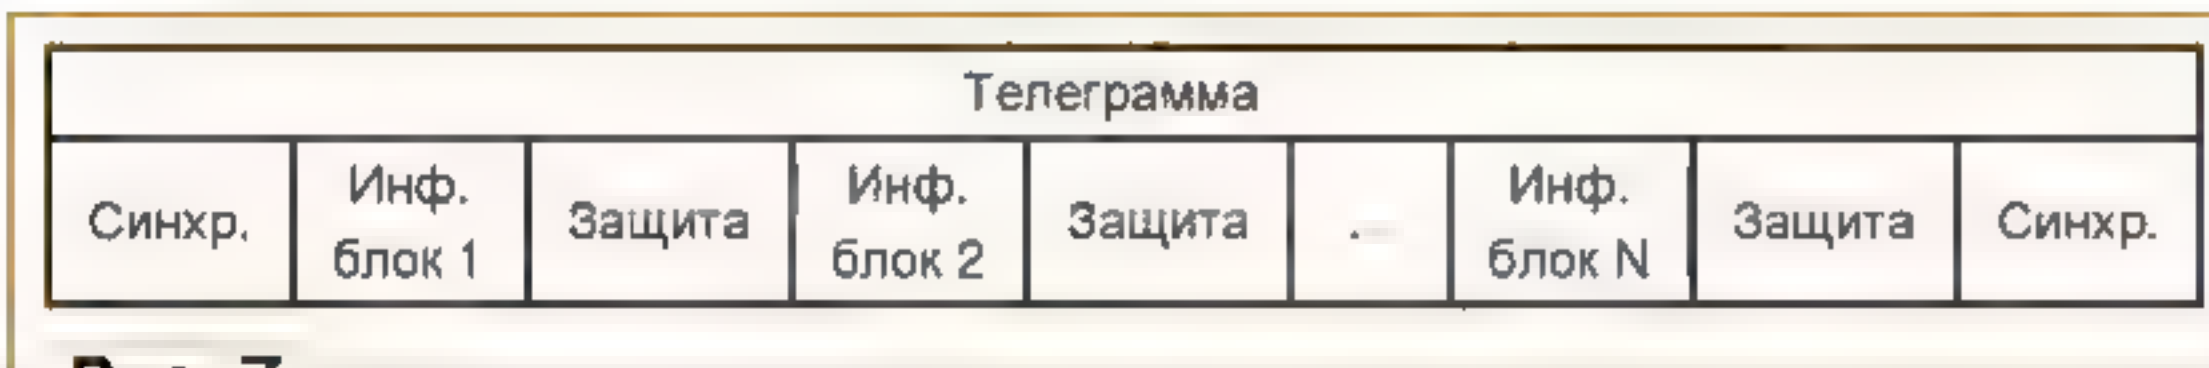 Телеграмма
Синхр.
Инф.
блок 1
Защита
Инф.
блок 2
Защита
Инф.
блок N
Защита
Синхр.